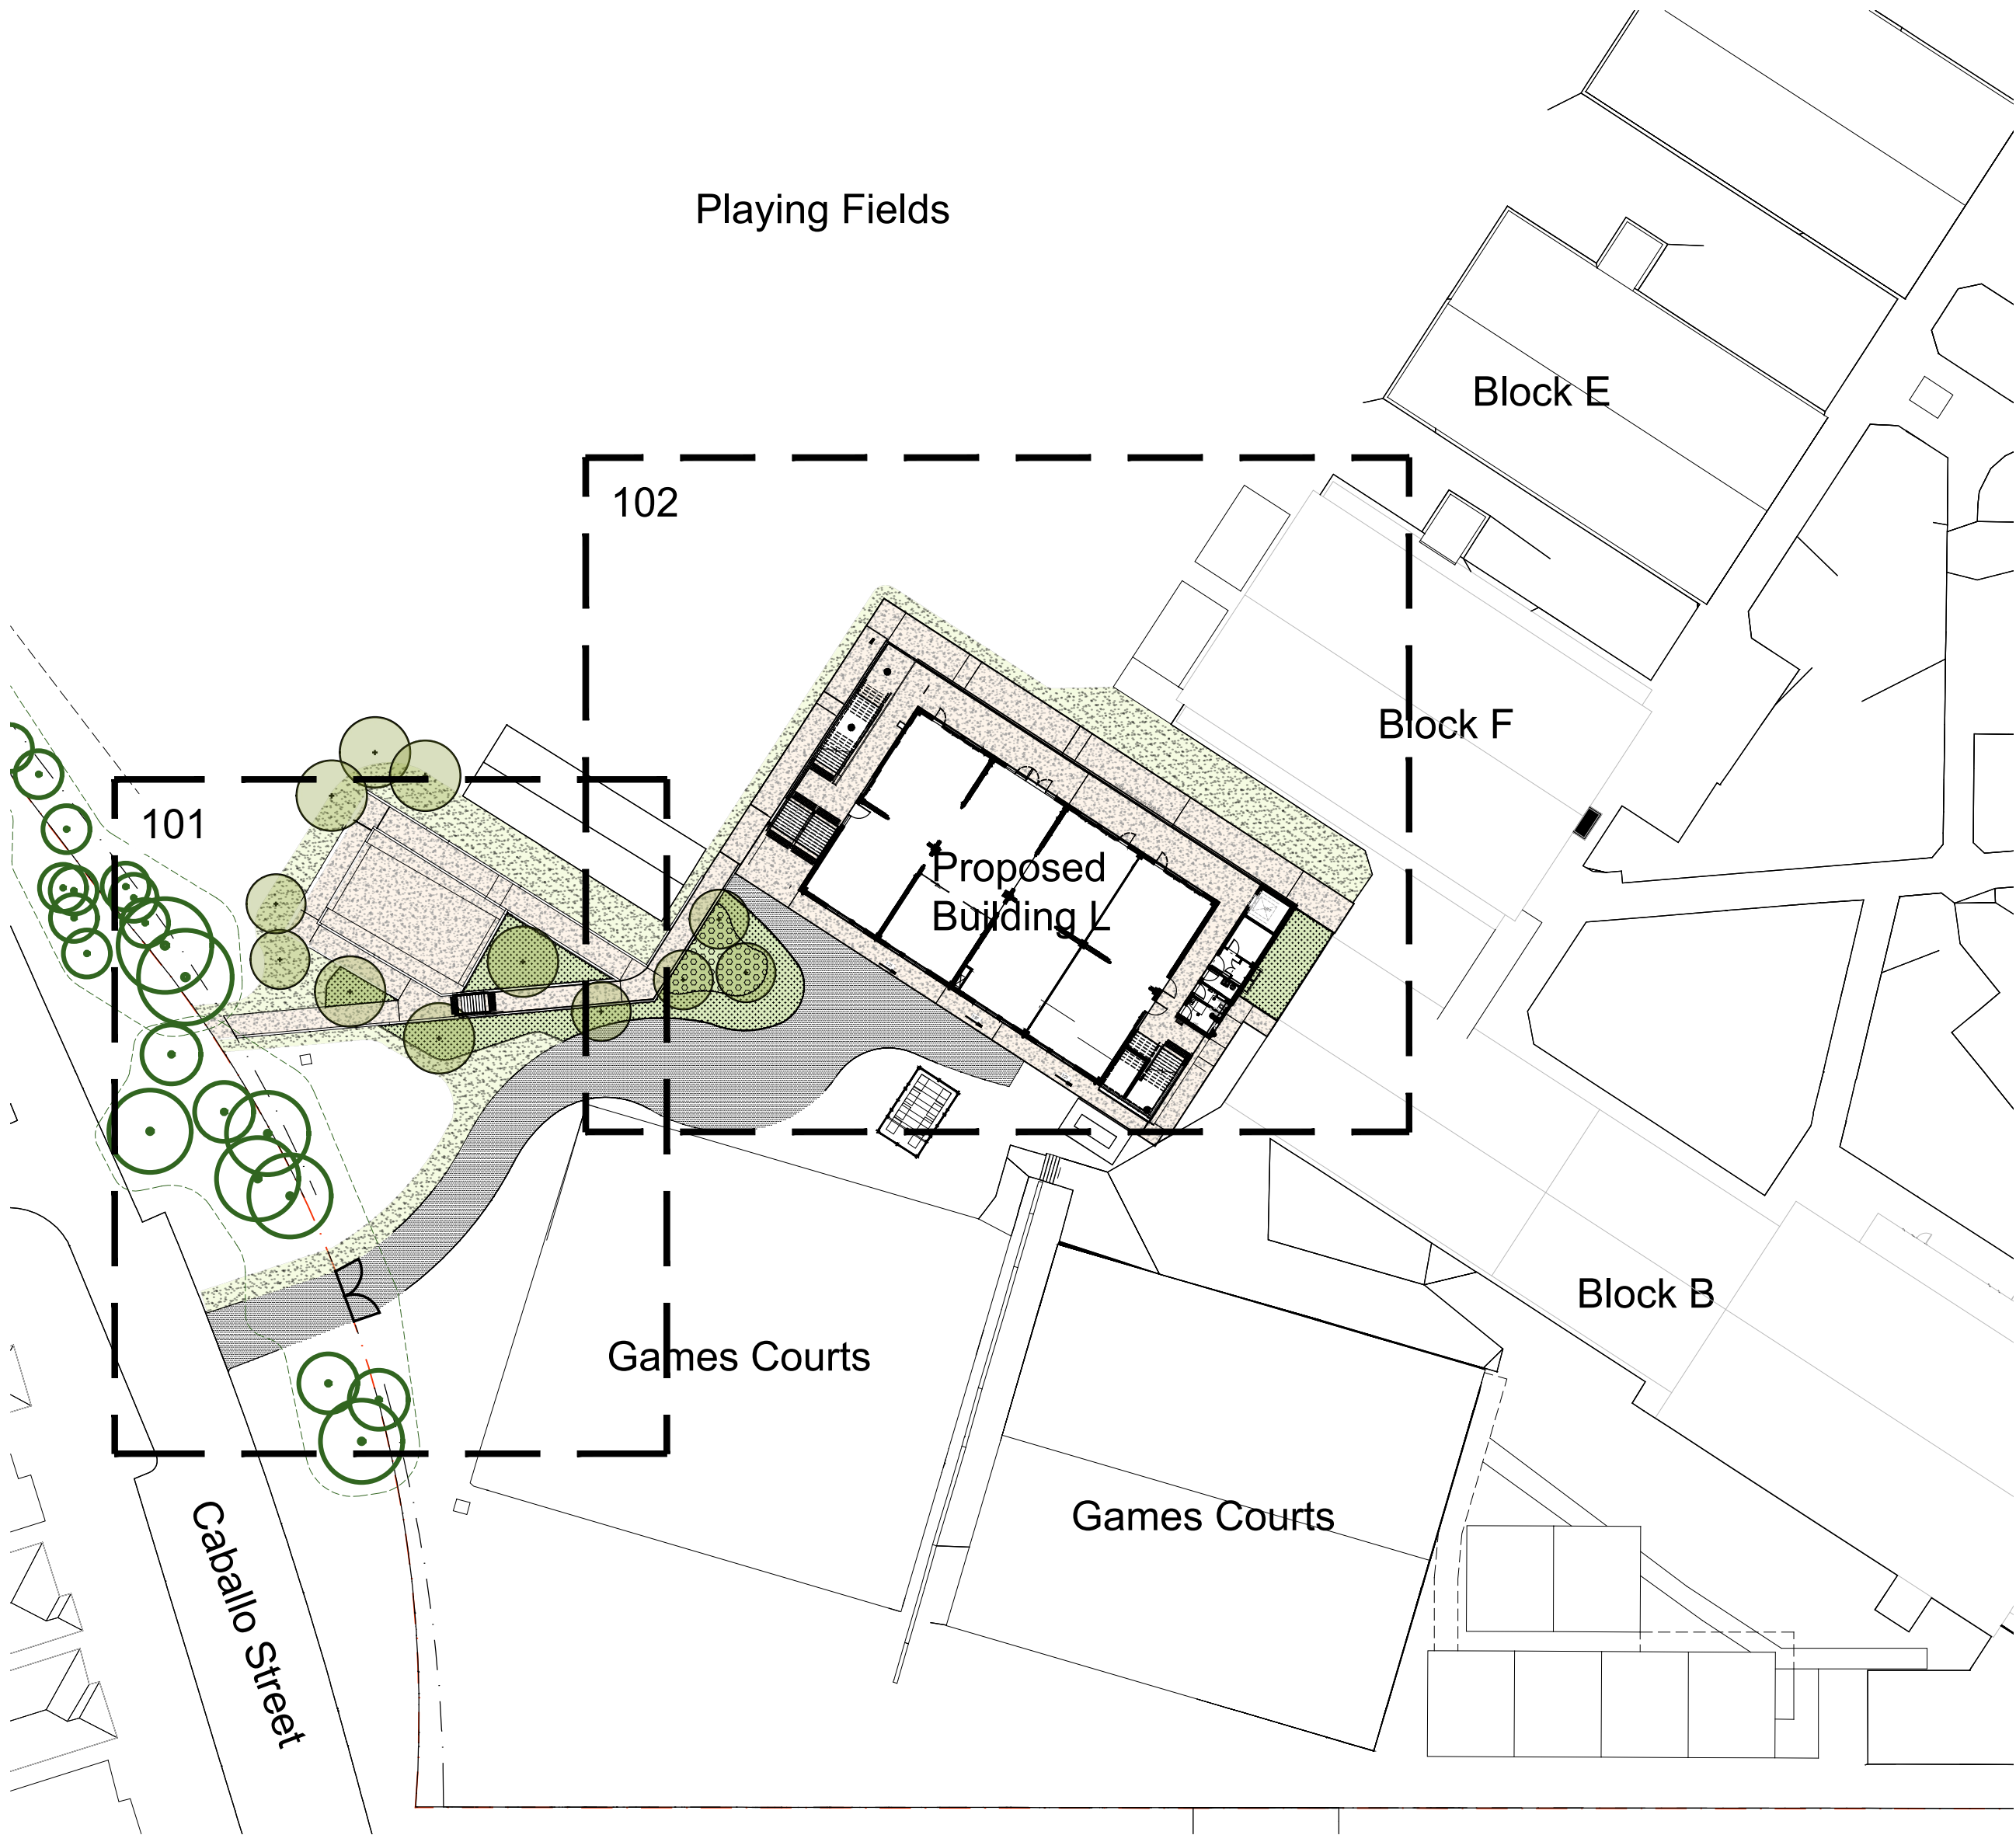 Playing Fields
Block E
102
Block F
101
Proposed
Building L
Block B
Games Courts
Games Courts
Caballo Street